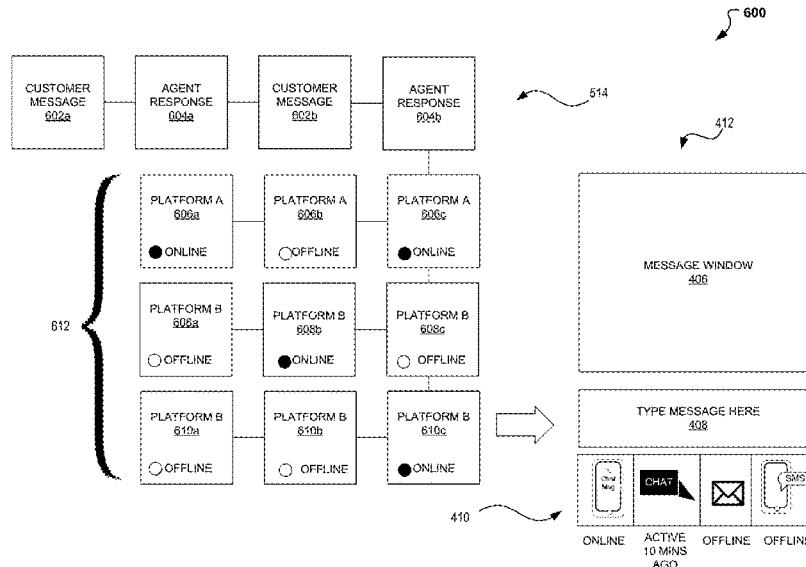 600
CUSTOMER
MESSAGE
602a
AGENT
RESPONSE
604a
CUSTOMER
MESSAGE
602b
AGENT
RESPONSE
604b
514
412
PLATFORM A
606a
ONLINE
PLATFORM A
606b
OFFLINE
PLATFORM A
606c
ONLINE
612
PLATFORM B
608a
OFFLINE
PLATFORM B
608b
ONLINE
PLATFORM B
608c
OFFLINE
PLATFORM B
610a
OFFLINE
PLATFORM B
610b
OFFLINE
PLATFORM B
610c
ONLINE
MESSAGE WINDOW
406
TYPE MESSAGE HERE
408
410
CHAT
SMS
ONLINE
ACTIVE
10 MINS
AGO
OFFLINE
OFFLINE